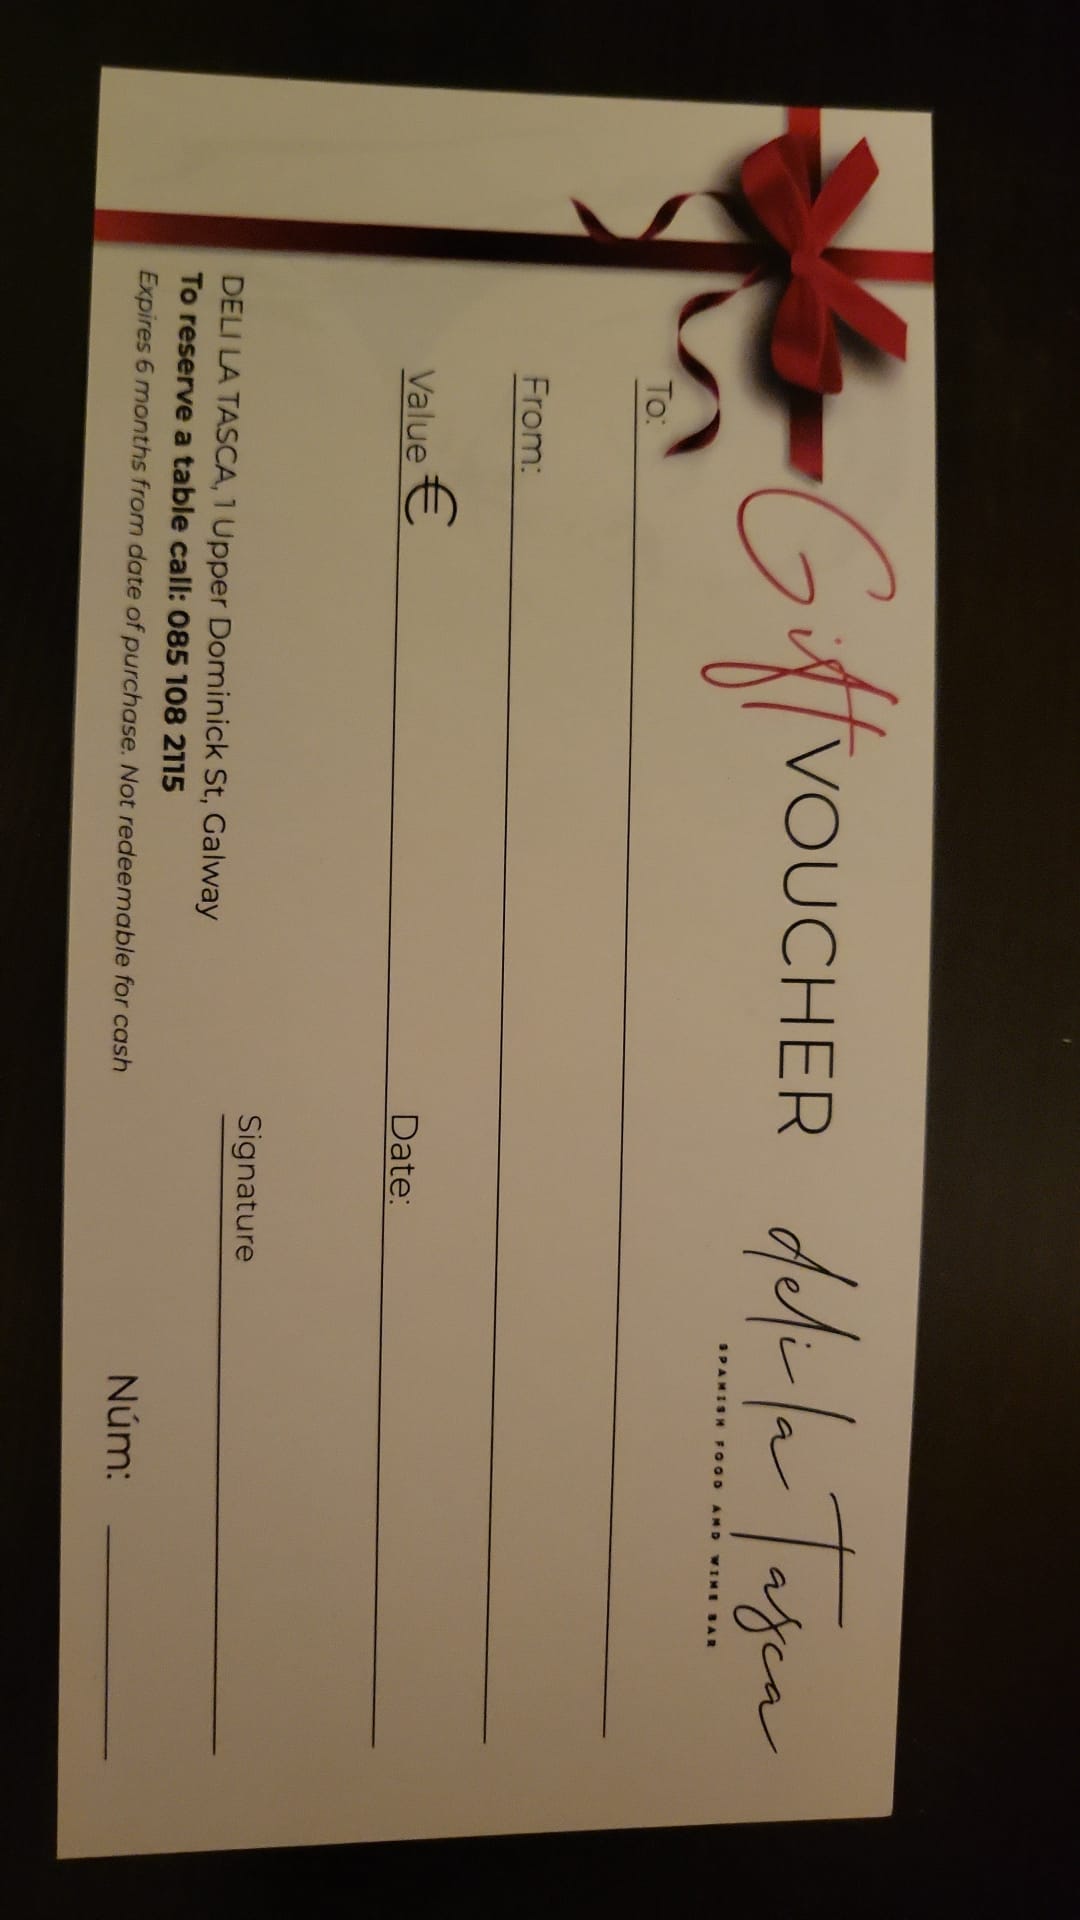 Gift VOUCHER deli la Tasca
SPANISH FOOD AND WINE BAR
To:
From:
Value € Date:
DELI LA TASCA, 1 Upper Dominick St, Galway
Signature
To reserve a table call: 085 108 2115
Expires 6 months from date of purchase. Not redeemable for cash
Núm: